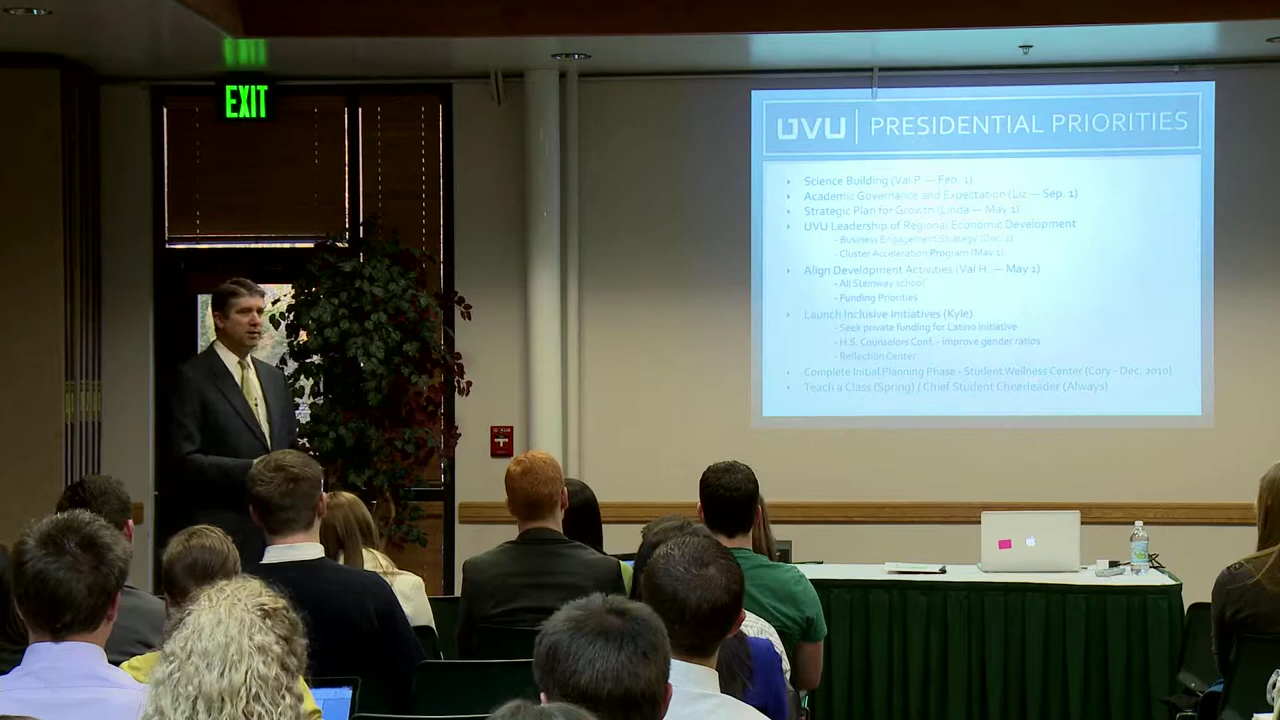 EXIT
UVU | PRESIDENTIAL PRIORITIES
Science Building (Val P. — Feb. 1)
Academic Governance and Expectation (Liz — Sep. 1)
Strategic Plan for Growth (Linda — May 1)
UVU Leadership of Regional Economic Development
- Business Engagement Strategy (Dec. 1)
- Cluster Acceleration Program (May 1)
Align Development Activities (Val H. — May 1)
- All Steinway school
- Funding Priorities
Launch Inclusive Initiatives (Kyle)
- Seek private funding for Latino Initiative
- H.S. Counselors Conf. - improve gender ratios
- Reflection Center
Complete Initial Planning Phase - Student Wellness Center (Cory - Dec. 2010)
Teach a Class (Spring) / Chief Student Cheerleader (Always)